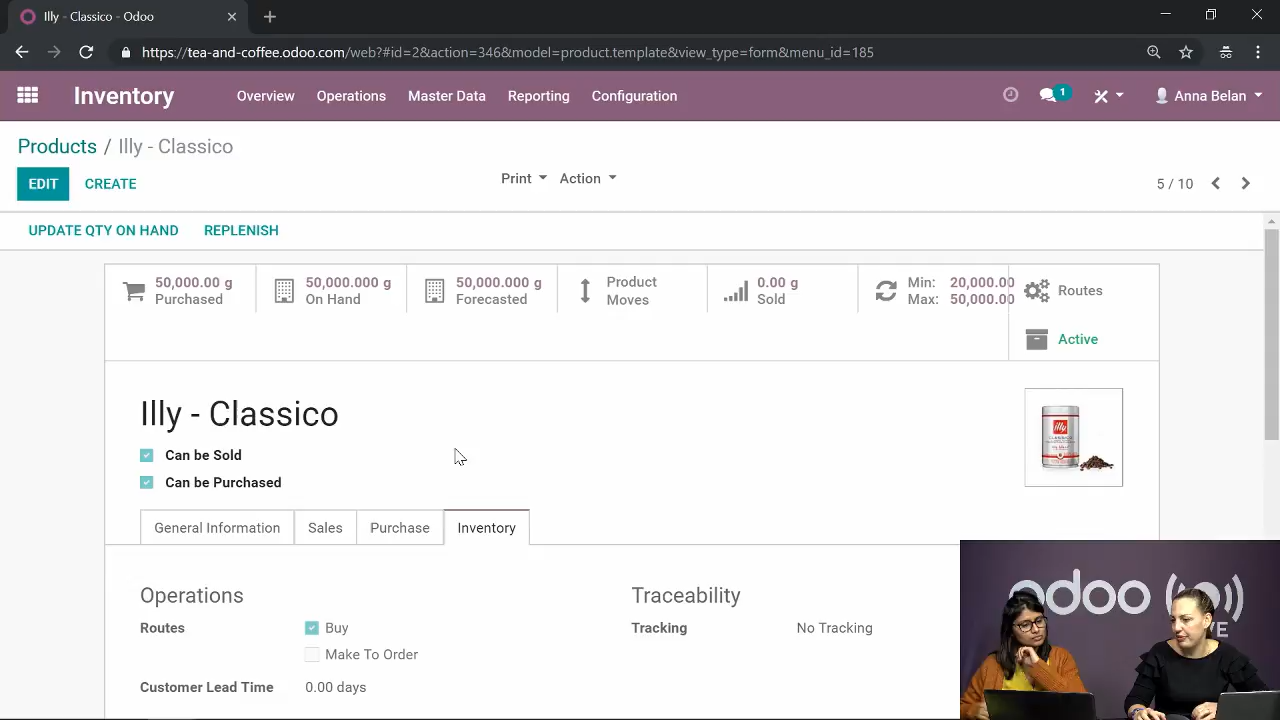 Illy - Classico - Odoo
https://tea-and-coffee.odoo.com/web?#id=2&action=346&model=product.template&view_type=form&menu_id=185
Inventory Overview Operations Master Data Reporting Configuration 1 Anna Belan
Products / Illy - Classico
EDIT CREATE Print Action 5 / 10
UPDATE QTY ON HAND REPLENISH
50,000.00 g
Purchased
50,000.000 g
On Hand
50,000.000 g
Forecasted
Product
Moves
0.00 g
Sold
Min: 20,000.00
Max: 50,000.00
Routes
Active
Illy - Classico
Can be Sold
Can be Purchased
illy
CLASSICO
General Information Sales Purchase Inventory
Operations
Routes Buy
Make To Order
Customer Lead Time 0.00 days
Traceability
Tracking No Tracking
odoo